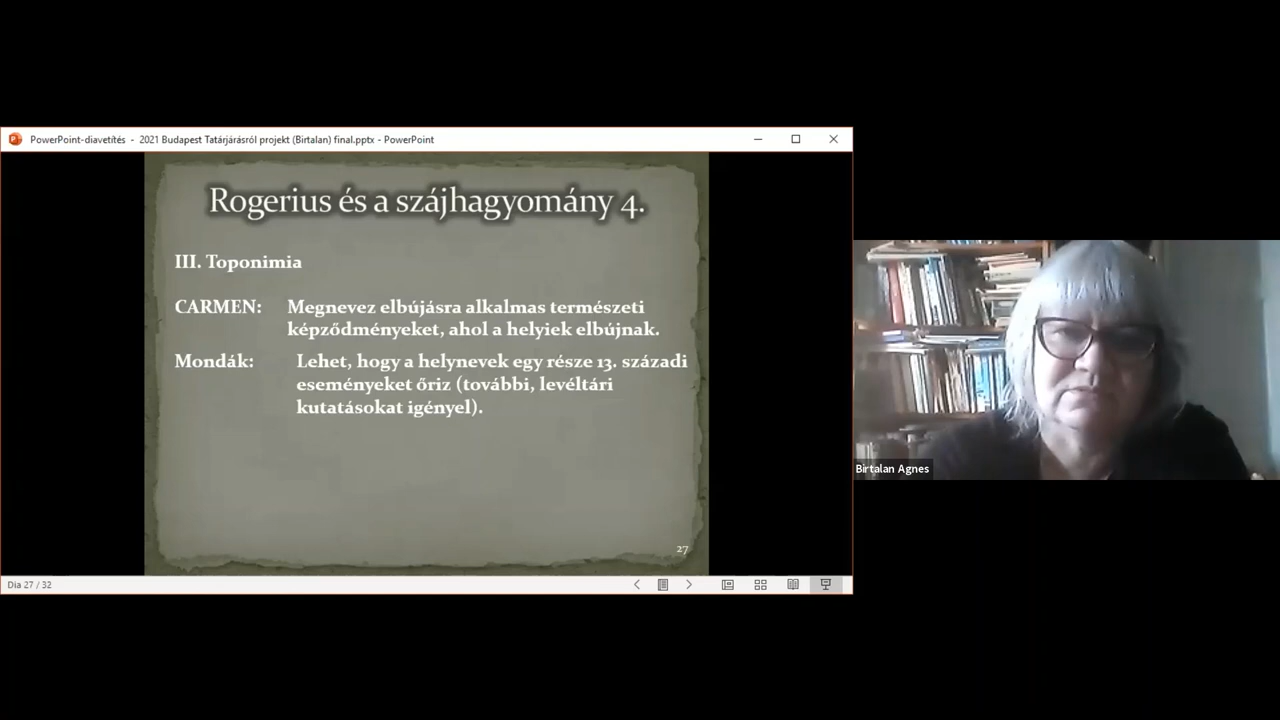 PowerPoint-diavetítés - 2021 Budapest Tatárjárásról projekt (Birtalan) final.pptx - PowerPoint
Rogerius és a szájhagyomány 4.
III. Toponimia
CARMEN: Megnevez elbújásra alkalmas természeti
képződményeket, ahol a helyiek elbújnak.
Mondák: Lehet, hogy a helynevek egy része 13. századi
eseményeket őriz (további, levéltári
kutatásokat igényel).
27
Dia 27 / 32
Birtalan Agnes